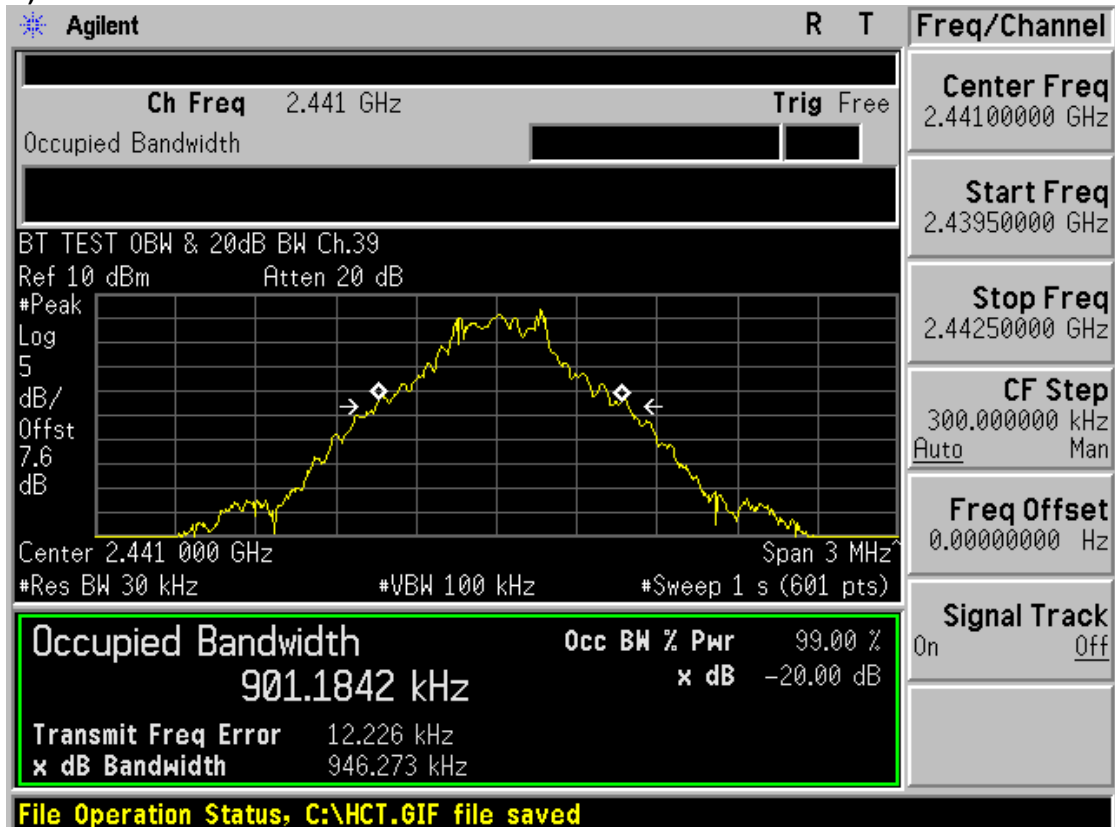 Agilent R T
Ch Freq 2.441 GHz Trig Free
Occupied Bandwidth
BT TEST OBW & 20dB BW Ch.39
Ref 10 dBm Atten 20 dB
#Peak
Log
5
dB/
Offst
7.6
dB
Center 2.441 000 GHz Span 3 MHz^
#Res BW 30 kHz #VBW 100 kHz #Sweep 1 s (601 pts)
Occupied Bandwidth Occ BW % Pwr 99.00 %
901.1842 kHz x dB -20.00 dB
Transmit Freq Error 12.226 kHz
x dB Bandwidth 946.273 kHz
File Operation Status, C:\HCT.GIF file saved
Freq/Channel
Center Freq
2.44100000 GHz
Start Freq
2.43950000 GHz
Stop Freq
2.44250000 GHz
CF Step
300.000000 kHz
Auto Man
Freq Offset
0.00000000 Hz
Signal Track
On Off